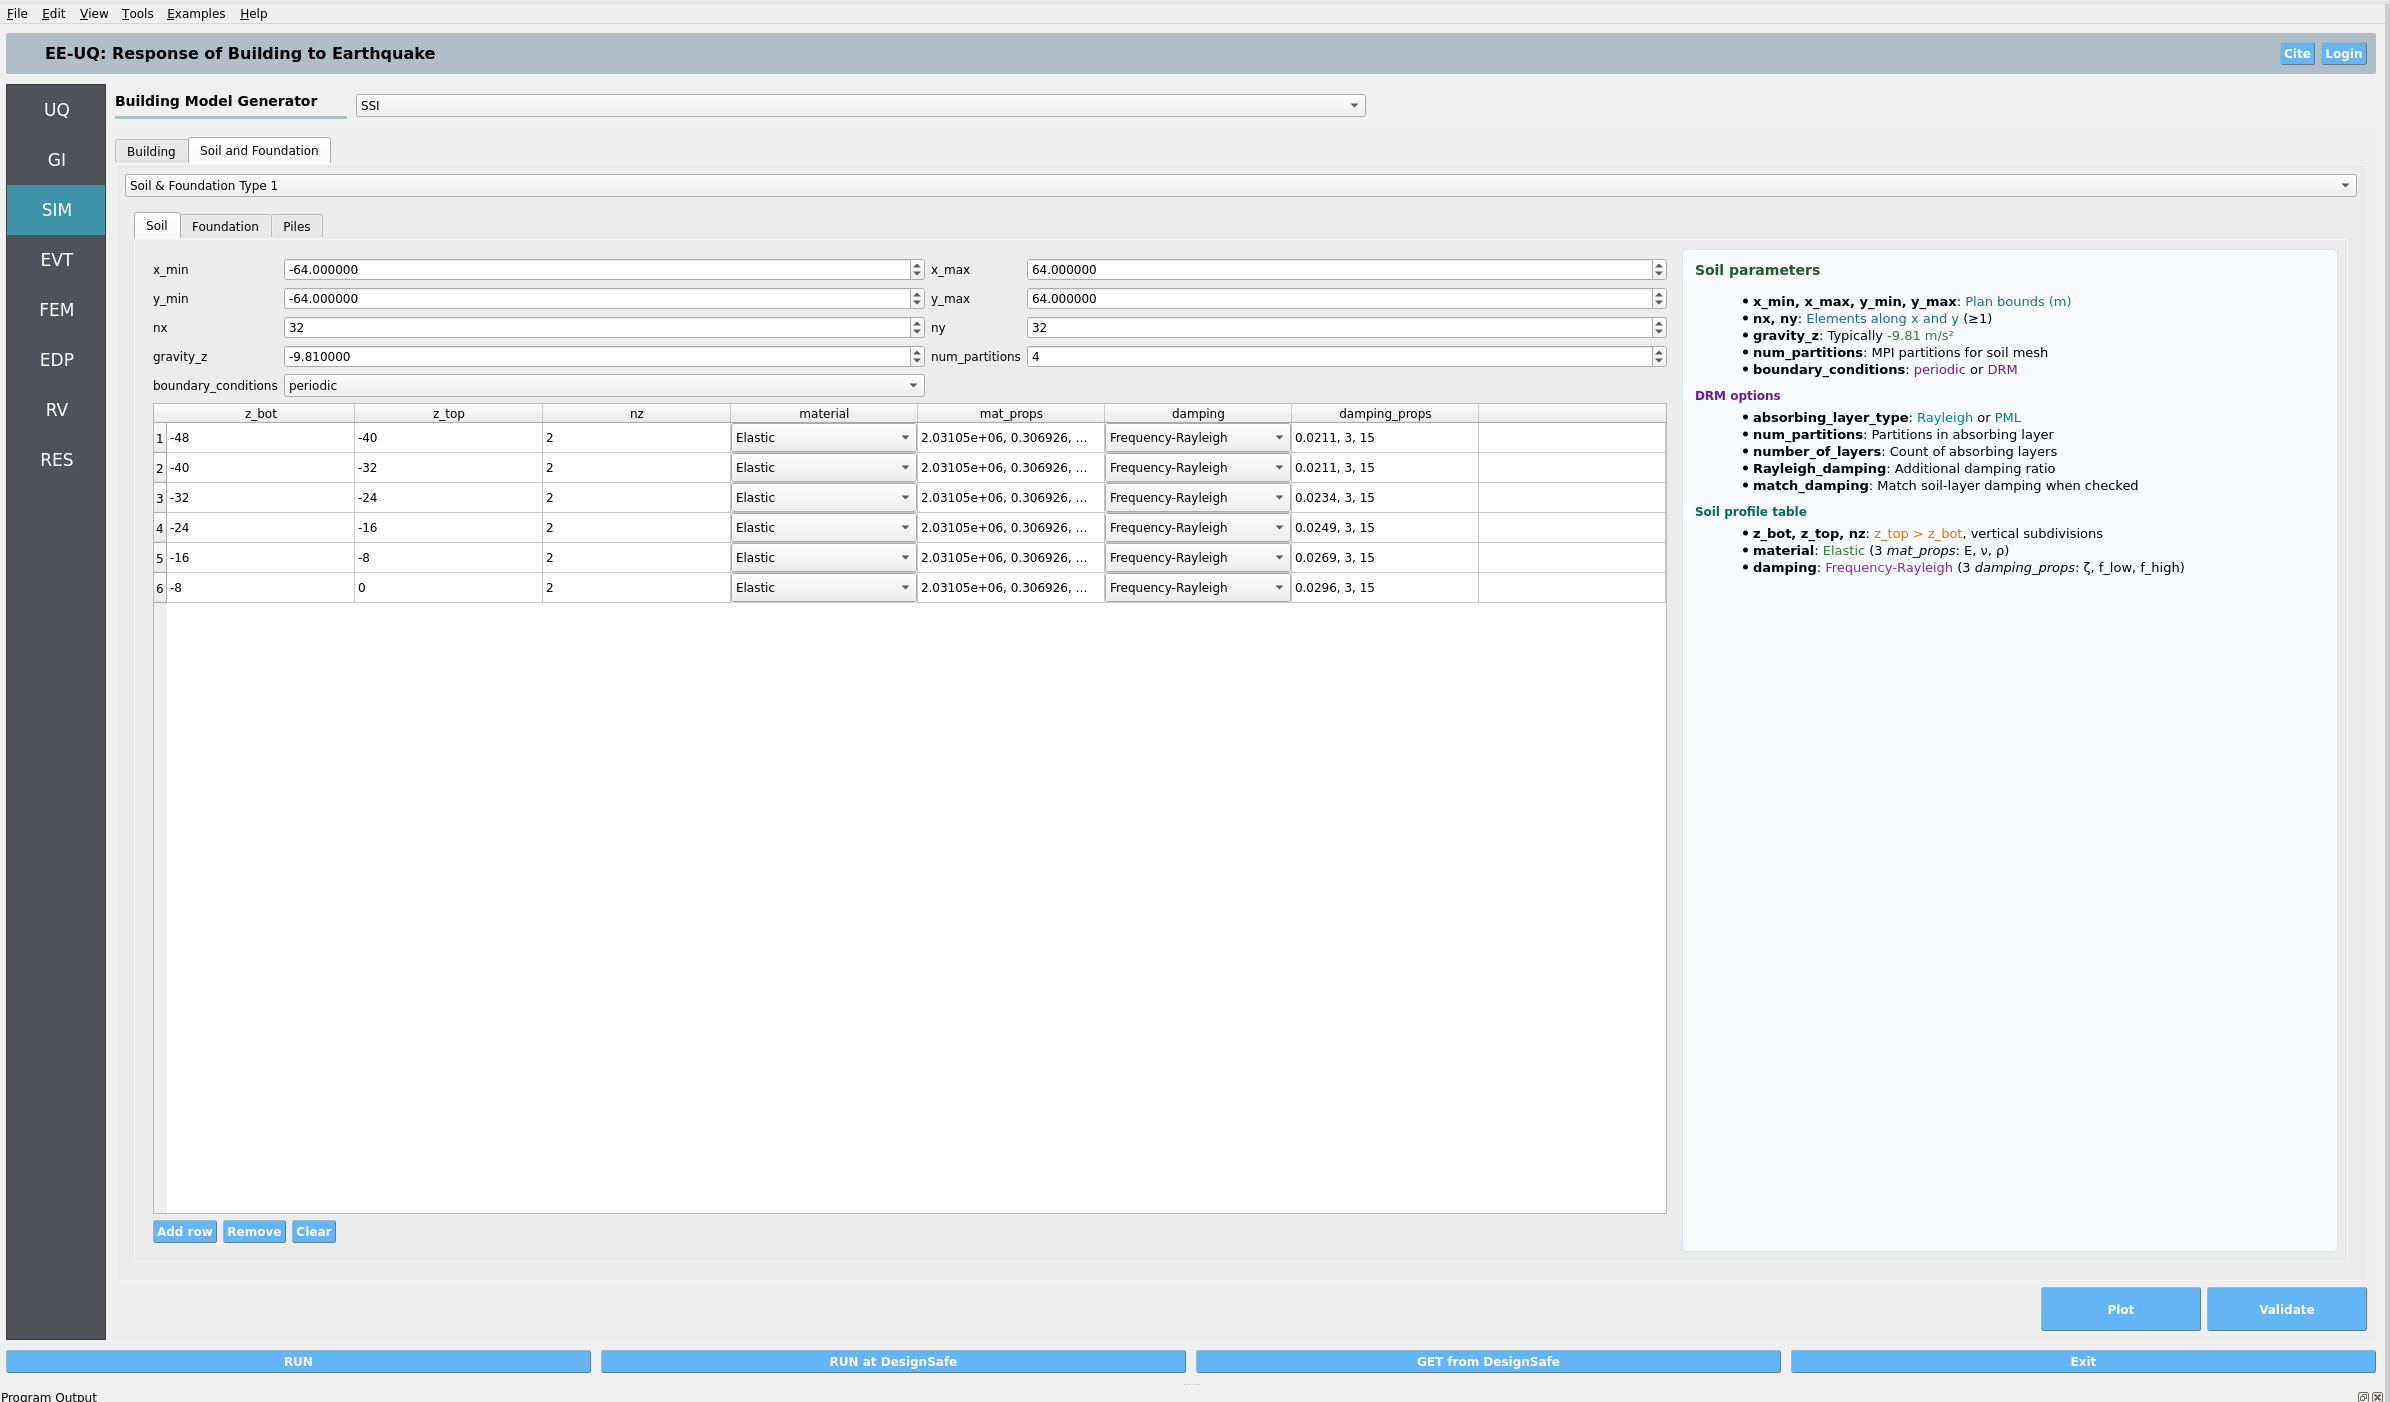 File Edit View Tools Examples Help
EE-UQ: Response of Building to Earthquake
Cite Login
UQ
GI
SIM
EVT
FEM
EDP
RV
RES
Building Model Generator SSI
Building Soil and Foundation
Soil & Foundation Type 1
Soil Foundation Piles
x_min -64.000000 x_max 64.000000
y_min -64.000000 y_max 64.000000
nx 32 ny 32
gravity_z -9.810000 num_partitions 4
boundary_conditions periodic
z_bot z_top nz material mat_props damping damping_props
1 -48 -40 2 Elastic 2.03105e+06, 0.306926, ... Frequency-Rayleigh 0.0211, 3, 15
2 -40 -32 2 Elastic 2.03105e+06, 0.306926, ... Frequency-Rayleigh 0.0211, 3, 15
3 -32 -24 2 Elastic 2.03105e+06, 0.306926, ... Frequency-Rayleigh 0.0234, 3, 15
4 -24 -16 2 Elastic 2.03105e+06, 0.306926, ... Frequency-Rayleigh 0.0249, 3, 15
5 -16 -8 2 Elastic 2.03105e+06, 0.306926, ... Frequency-Rayleigh 0.0269, 3, 15
6 -8 0 2 Elastic 2.03105e+06, 0.306926, ... Frequency-Rayleigh 0.0296, 3, 15
Add row Remove Clear
Soil parameters
• x_min, x_max, y_min, y_max: Plan bounds (m)
• nx, ny: Elements along x and y (≥1)
• gravity_z: Typically -9.81 m/s²
• num_partitions: MPI partitions for soil mesh
• boundary_conditions: periodic or DRM
DRM options
• absorbing_layer_type: Rayleigh or PML
• num_partitions: Partitions in absorbing layer
• number_of_layers: Count of absorbing layers
• Rayleigh_damping: Additional damping ratio
• match_damping: Match soil-layer damping when checked
Soil profile table
• z_bot, z_top, nz: z_top > z_bot, vertical subdivisions
• material: Elastic (3 mat_props: E, ν, ρ)
• damping: Frequency-Rayleigh (3 damping_props: ζ, f_low, f_high)
Plot Validate
RUN RUN at DesignSafe GET from DesignSafe Exit
Program Output